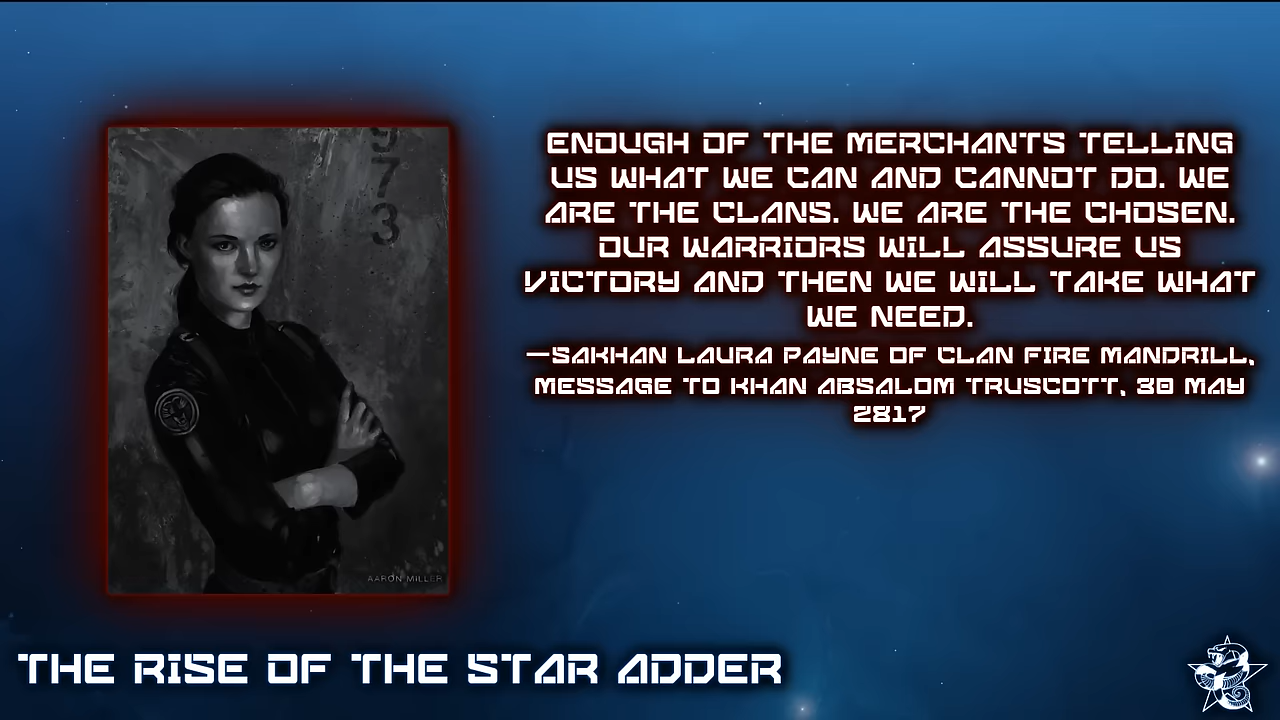 973
ENOUGH OF THE MERCHANTS TELLING
US WHAT WE CAN AND CANNOT DO. WE
ARE THE CLANS. WE ARE THE CHOSEN.
OUR WARRIORS WILL ASSURE US
VICTORY AND THEN WE WILL TAKE WHAT
WE NEED.
—SAKHAN LAURA PAYNE OF CLAN FIRE MANDRILL,
MESSAGE TO KHAN ABSALOM TRUSCOTT, 30 MAY
2817
AARON MILLER
THE RISE OF THE STAR ADDER